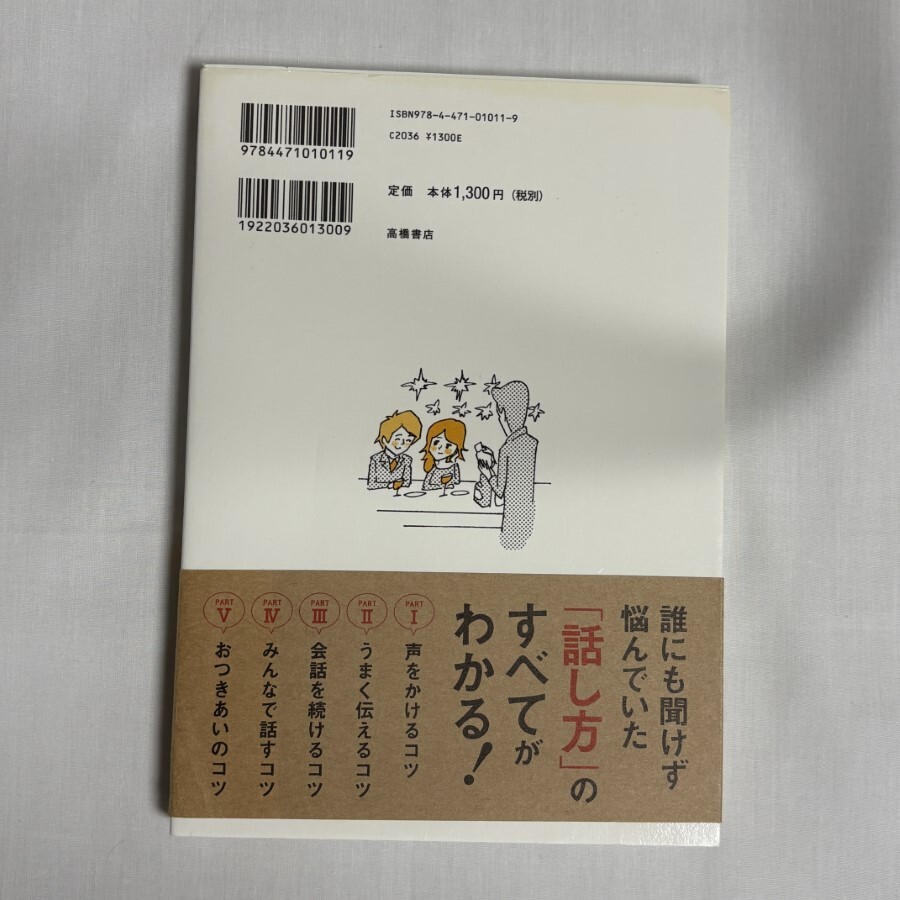 ISBN978-4-471-01011-9
C2036 ¥1300E
9784471010119
定価 本体1,300円(税別)
1922036013009
高橋書店
誰にも聞けず
悩んでいた
「話し方」の
すべてが
わかる!
PART
I
声をかけるコツ
PART
II
うまく伝えるコツ
PART
III
会話を続けるコツ
PART
IV
みんなで話すコツ
PART
V
おつきあいのコツ